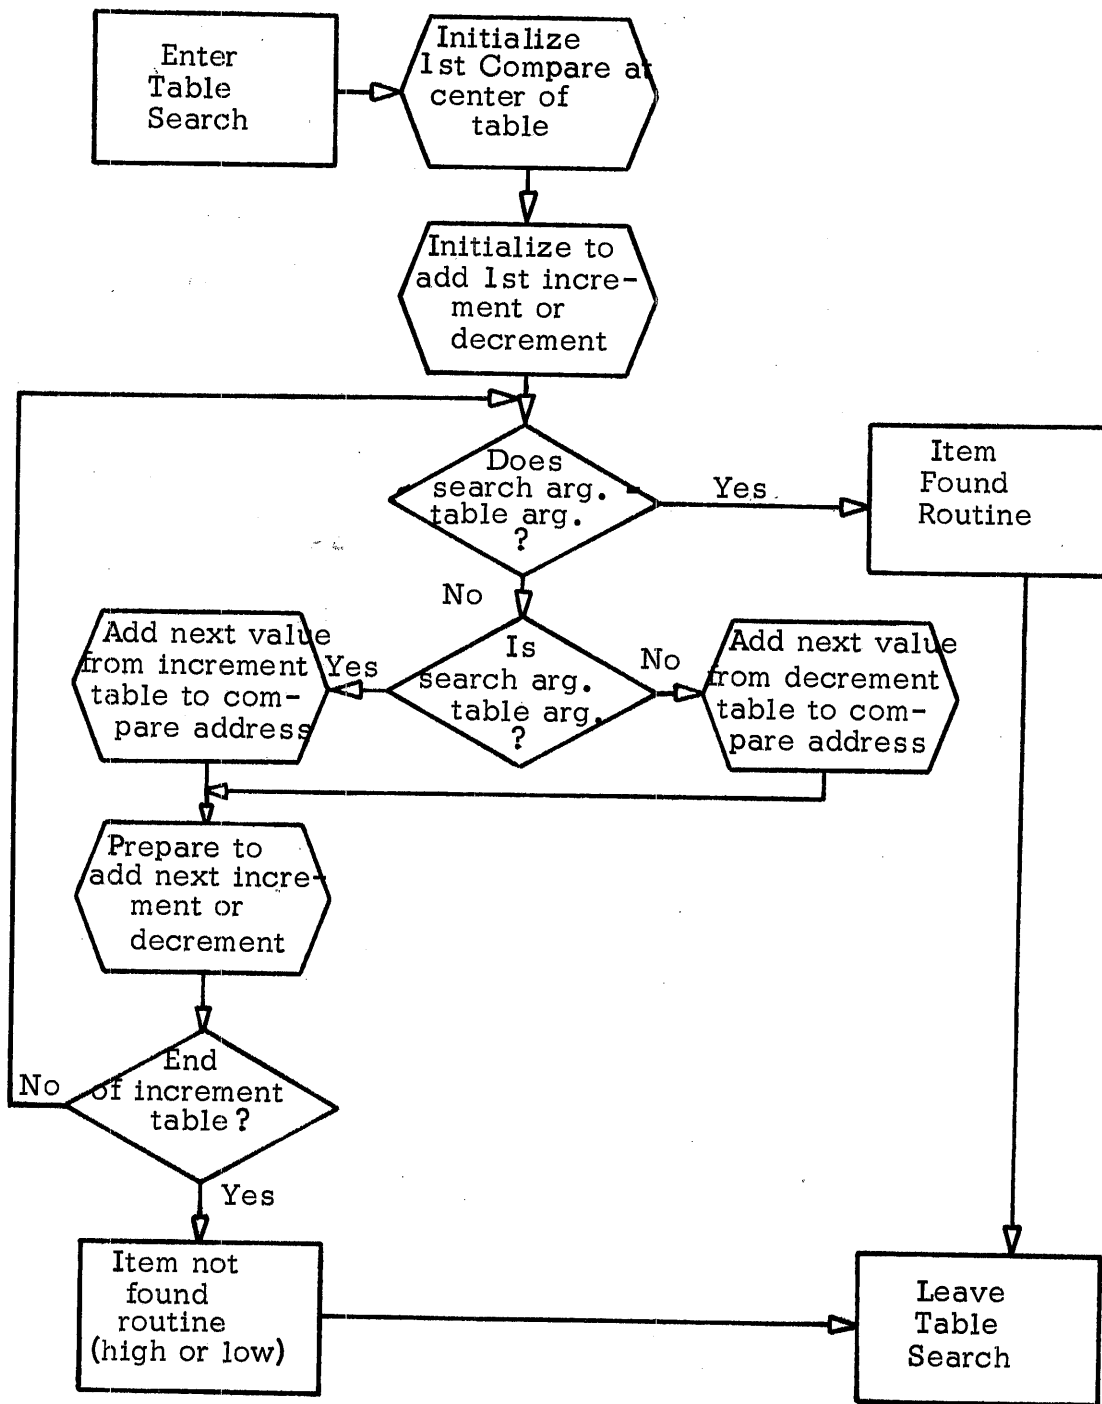 Enter
Table
Search
Initialize
1st Compare at
center of
table
Initialize to
add 1st incre-
ment or
decrement
Does
search arg.
table arg.
?
Yes
Item
Found
Routine
No
Is
search arg.
table arg.
?
Yes
No
Add next value
from increment
table to com-
pare address
Add next value
from decrement
table to com-
pare address
Prepare to
add next incre-
ment or
decrement
End
of increment
table?
No
Yes
Item not
found
routine
(high or low)
Leave
Table
Search